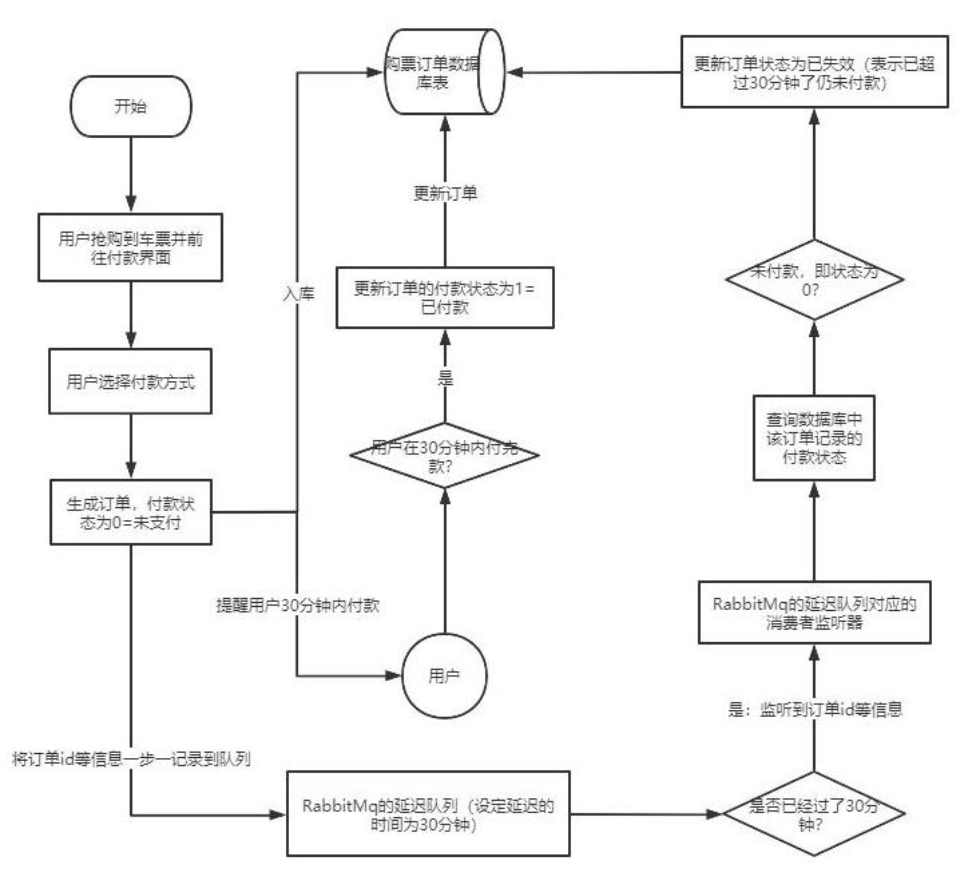 开始
用户抢购到车票并前
往付款界面
用户选择付款方式
生成订单，付款状
态为0=未支付
入库
提醒用户30分钟内付款
将订单id等信息一步一记录到队列
购票订单数据
库表
更新订单
更新订单的付款状态为1=
已付款
是
用户在30分钟内付完
款？
用户
RabbitMq的延迟队列（设定延迟的
时间为30分钟）
是否已经过了30分
钟？
是：监听到订单id等信息
RabbitMq的延迟队列对应的
消费者监听器
查询数据库中
该订单记录的
付款状态
未付款，即状态为
0？
更新订单状态为已失效（表示已超
过30分钟了仍未付款）